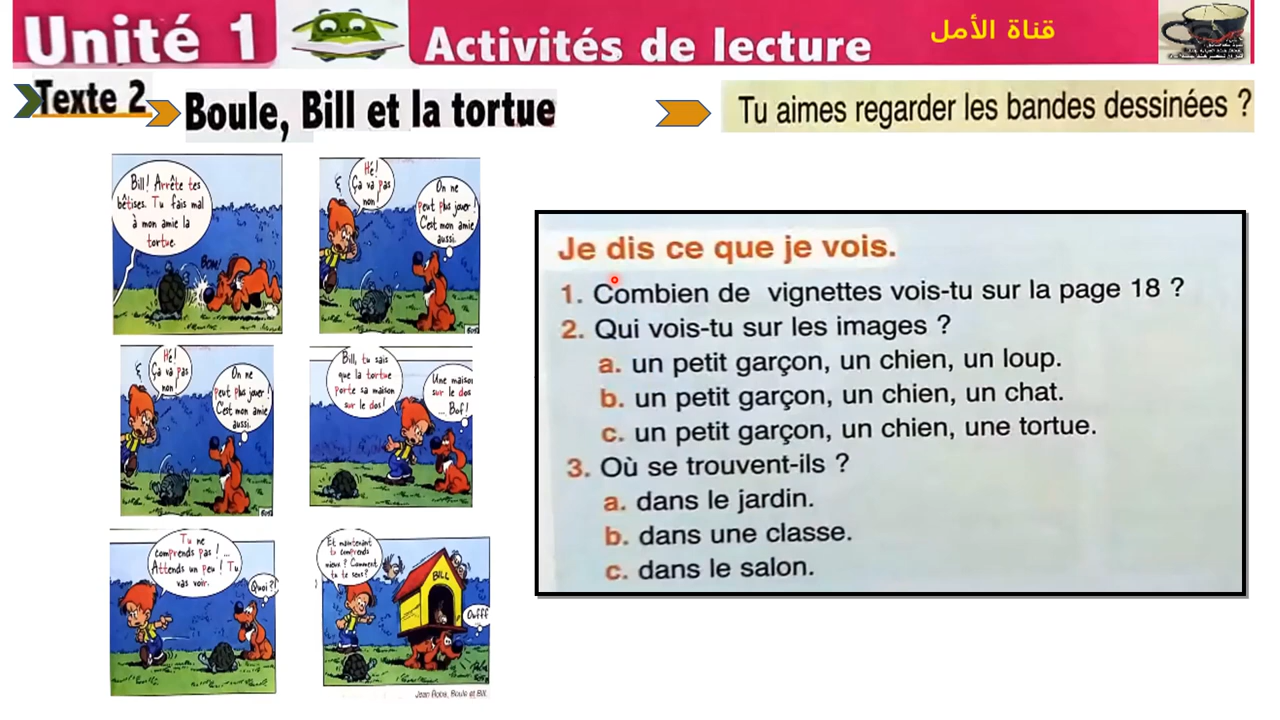 Unité 1
Activités de lecture
قناة الأمل
Texte 2
Boule, Bill et la tortue
Tu aimes regarder les bandes dessinées ?
Bill! Arrête tes
bêtises. Tu fais mal
à mon amie la
tortue.
BOM!
Hé!
Ça va pas
non!
On ne
peut plus jouer!
C'est mon amie
aussi.
Hé!
Ça va pas
non!
On ne
peut plus jouer!
C'est mon amie
aussi.
Bill, tu sais
que la tortue
porte sa maison
sur le dos!
Une maison
sur le dos
... Bof!
Tu ne
comprends pas! ...
Attends un peu! Tu
vas voir.
Quoi?!
Et maintenant
tu comprends
mieux? Comment
tu te sens?
BILL
Oufff
Jean Roba, Boule et Bill.
Je dis ce que je vois.
1. Combien de vignettes vois-tu sur la page 18 ?
2. Qui vois-tu sur les images ?
a. un petit garçon, un chien, un loup.
b. un petit garçon, un chien, un chat.
c. un petit garçon, un chien, une tortue.
3. Où se trouvent-ils ?
a. dans le jardin.
b. dans une classe.
c. dans le salon.